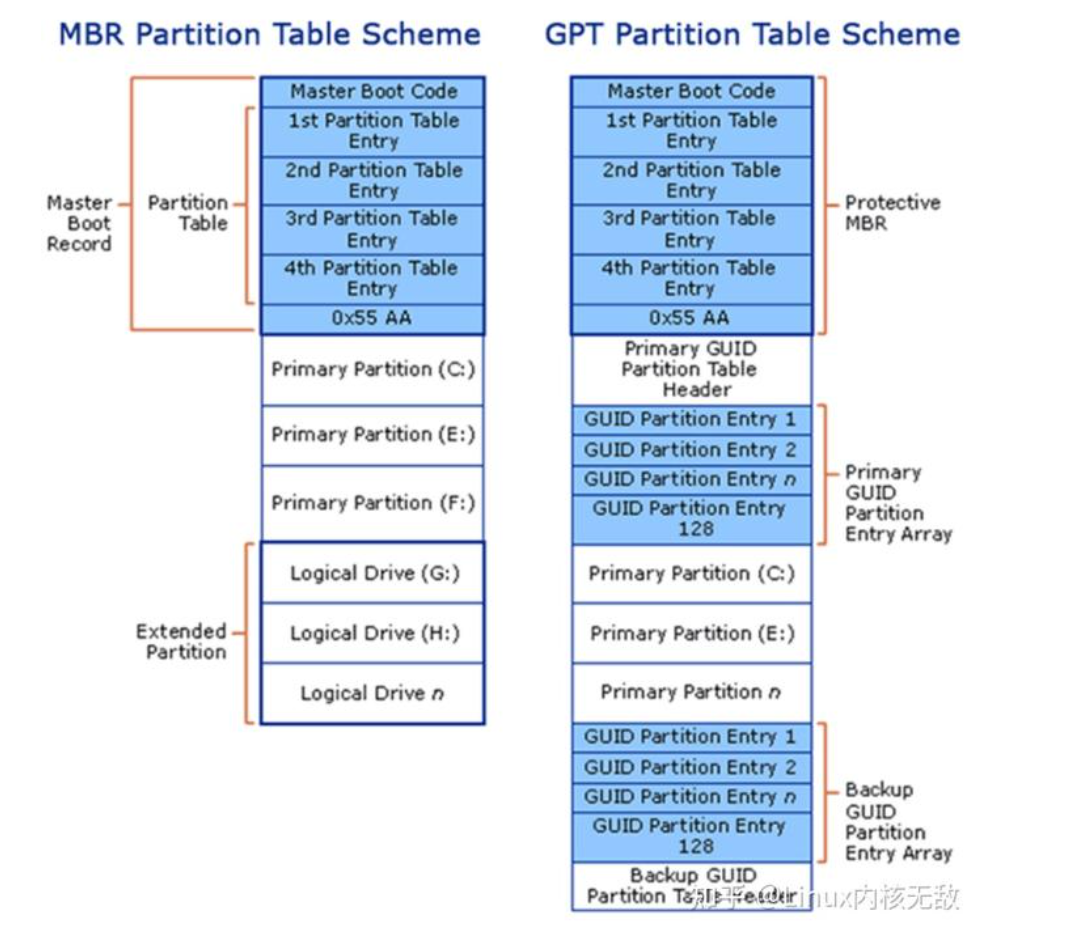 MBR Partition Table Scheme
Master Boot Code
1st Partition Table
Entry
2nd Partition Table
Entry
3rd Partition Table
Entry
4th Partition Table
Entry
0x55 AA
Master
Boot
Record
Partition
Table
Primary Partition (C:)
Primary Partition (E:)
Primary Partition (F:)
Logical Drive (G:)
Logical Drive (H:)
Logical Drive n
Extended
Partition
GPT Partition Table Scheme
Master Boot Code
1st Partition Table
Entry
2nd Partition Table
Entry
3rd Partition Table
Entry
4th Partition Table
Entry
0x55 AA
Protective
MBR
Primary GUID
Partition Table
Header
GUID Partition Entry 1
GUID Partition Entry 2
GUID Partition Entry n
GUID Partition Entry
128
Primary
GUID
Partition
Entry Array
Primary Partition (C:)
Primary Partition (E:)
Primary Partition n
GUID Partition Entry 1
GUID Partition Entry 2
GUID Partition Entry n
GUID Partition Entry
128
Backup
GUID
Partition
Entry Array
Backup GUID
Partition Table Header
知乎 @Linux内核无敌